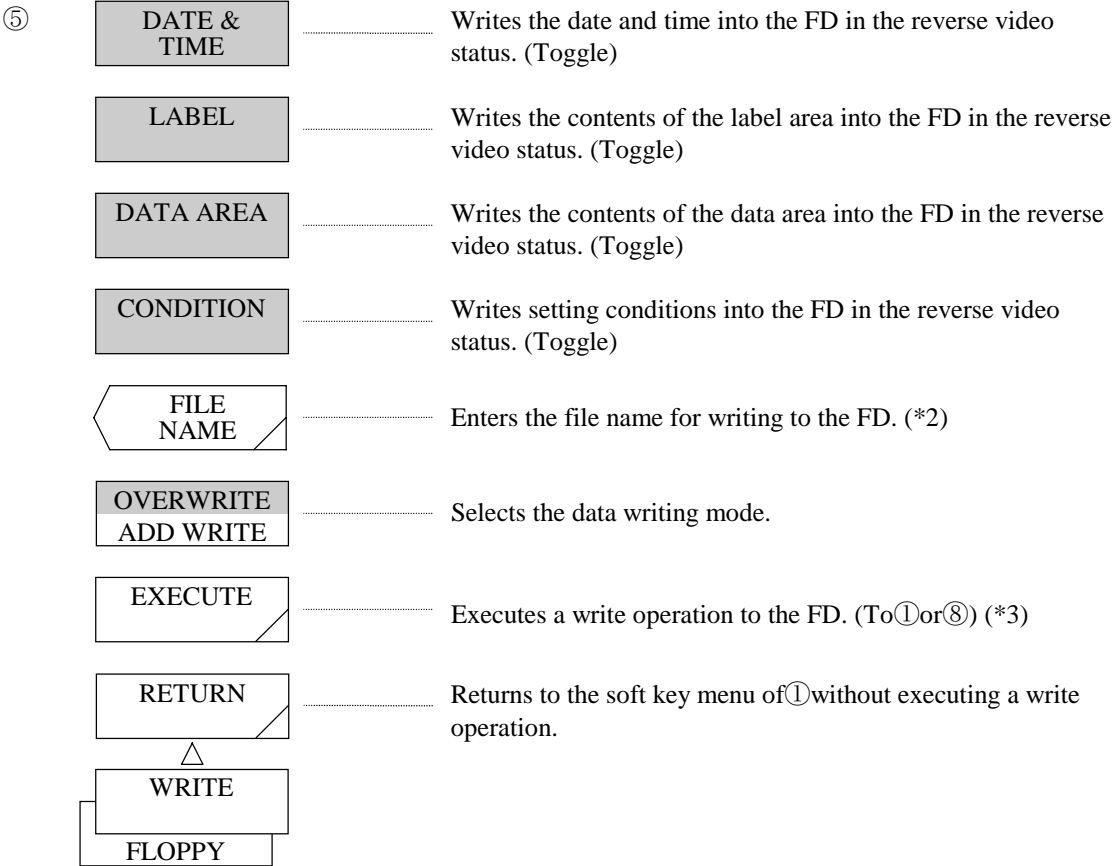 ⑤
DATE &
TIME
Writes the date and time into the FD in the reverse video
status. (Toggle)
LABEL
Writes the contents of the label area into the FD in the reverse
video status. (Toggle)
DATA AREA
Writes the contents of the data area into the FD in the reverse
video status. (Toggle)
CONDITION
Writes setting conditions into the FD in the reverse video
status. (Toggle)
FILE
NAME
Enters the file name for writing to the FD. (*2)
OVERWRITE
ADD WRITE
Selects the data writing mode.
EXECUTE
Executes a write operation to the FD. (To①or⑧) (*3)
RETURN
Returns to the soft key menu of①without executing a write
operation.
WRITE
FLOPPY